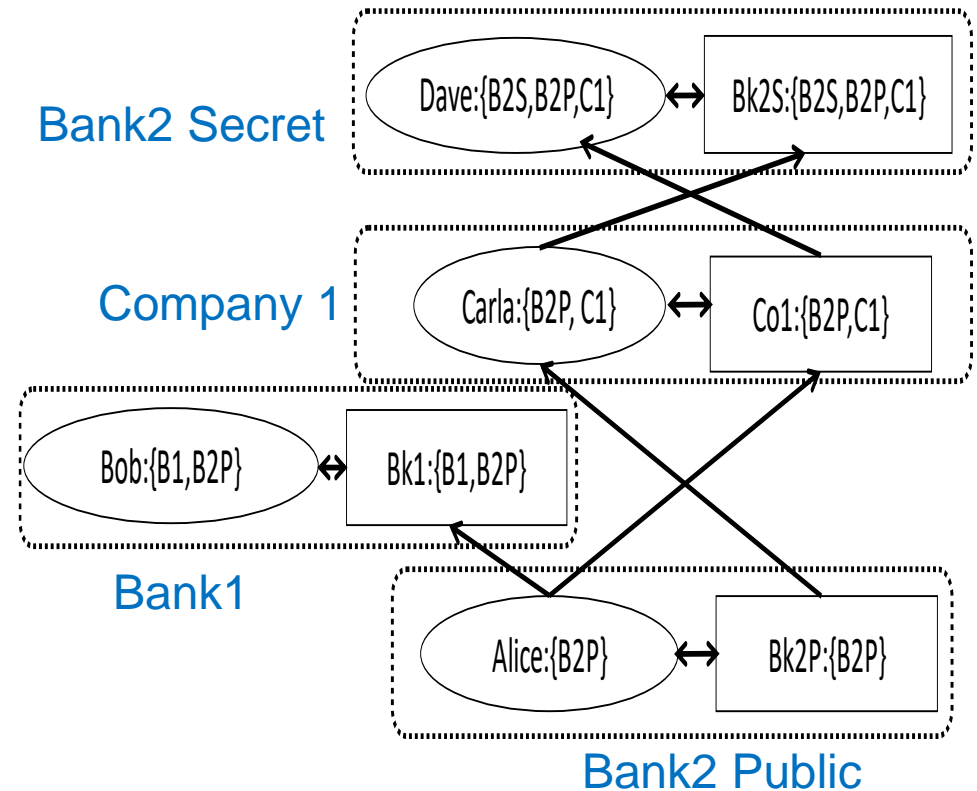 Bank2 Secret
Dave:{B2S,B2P,C1}
Bk2S:{B2S,B2P,C1}
Company 1
Carla:{B2P, C1}
Co1:{B2P,C1}
Bob:{B1,B2P}
Bk1:{B1,B2P}
Bank1
Alice:{B2P}
Bk2P:{B2P}
Bank2 Public